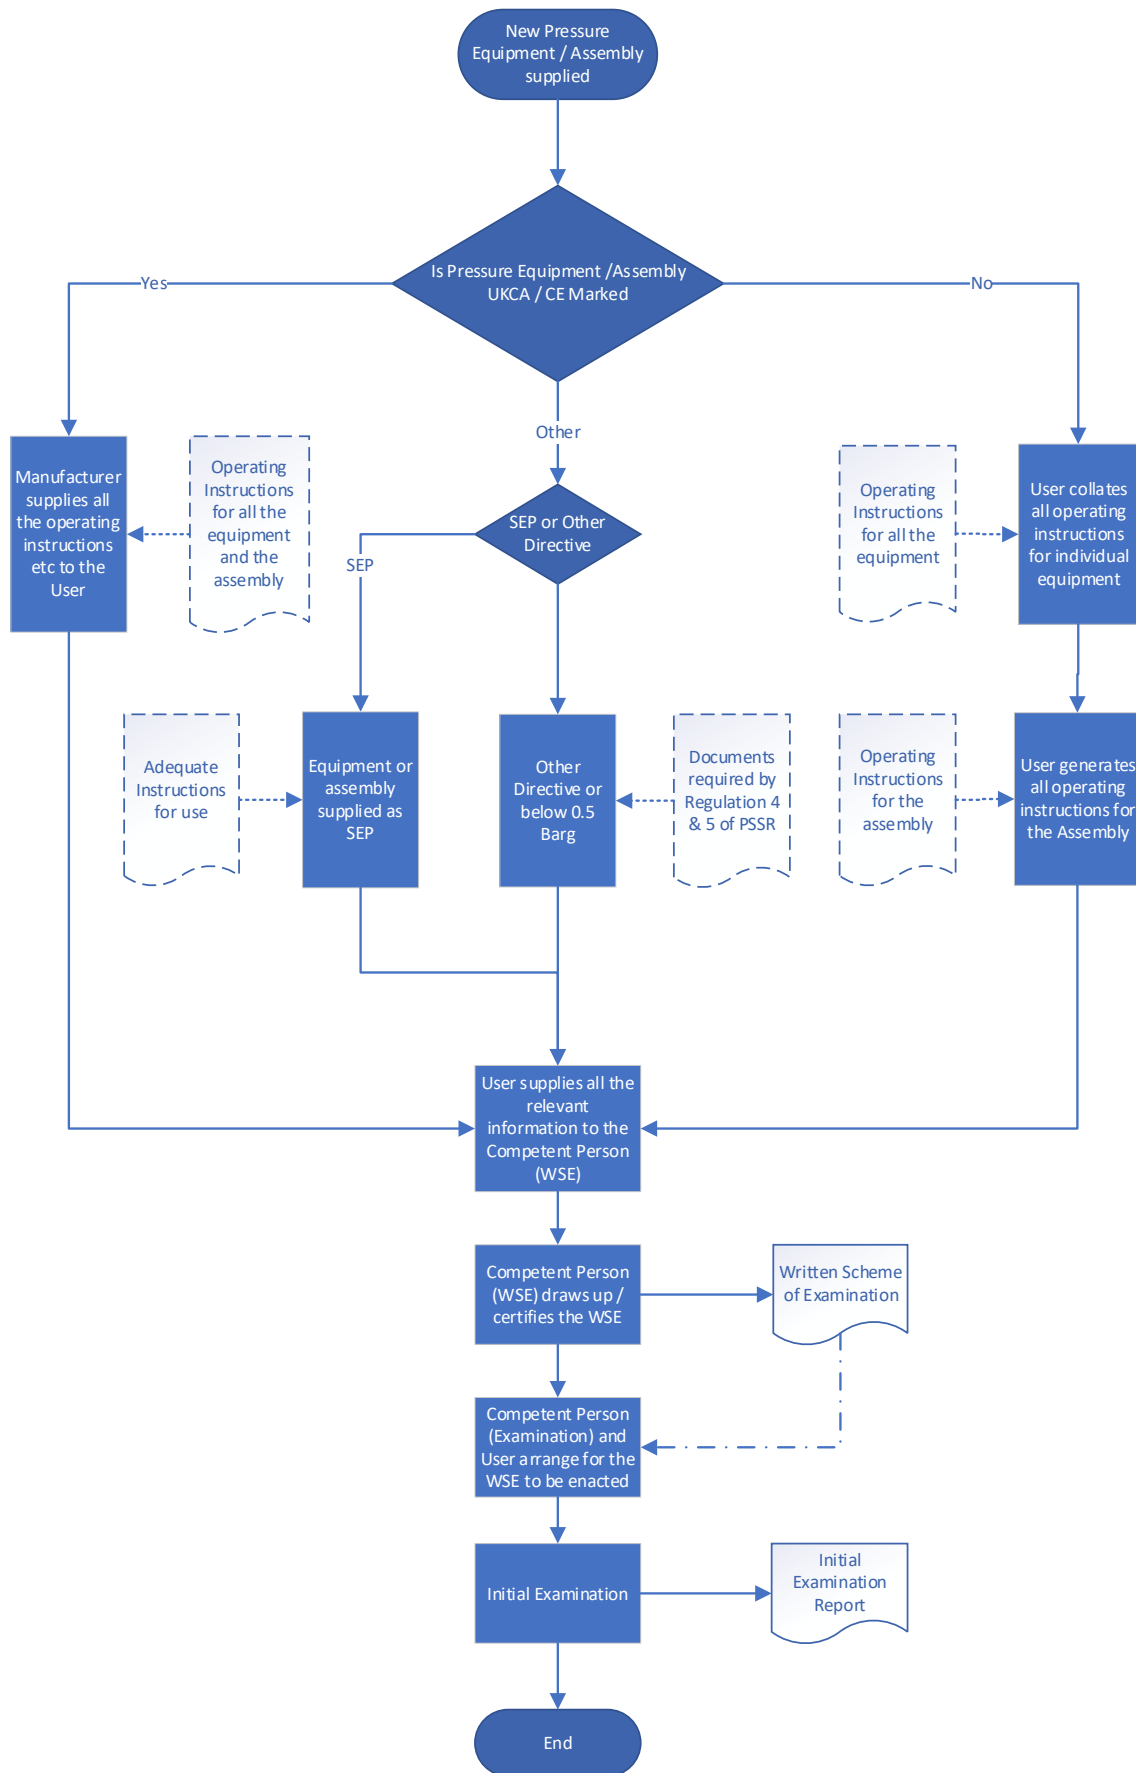 New Pressure
Equipment / Assembly
supplied
Is Pressure Equipment /Assembly
UKCA / CE Marked
Yes
No
Other
Manufacturer
supplies all
the operating
instructions
etc to the
User
Operating
Instructions
for all the
equipment
and the
assembly
SEP or Other
Directive
SEP
Operating
Instructions
for all the
equipment
User collates
all operating
instructions
for individual
equipment
Adequate
Instructions
for use
Equipment or
assembly
supplied as
SEP
Other
Directive or
below 0.5
Barg
Documents
required by
Regulation 4
& 5 of PSSR
Operating
Instructions
for the
assembly
User generates
all operating
instructions for
the Assembly
User supplies all the
relevant
information to the
Competent Person
(WSE)
Competent Person
(WSE) draws up /
certifies the WSE
Written Scheme
of Examination
Competent Person
(Examination) and
User arrange for the
WSE to be enacted
Initial Examination
Initial
Examination
Report
End